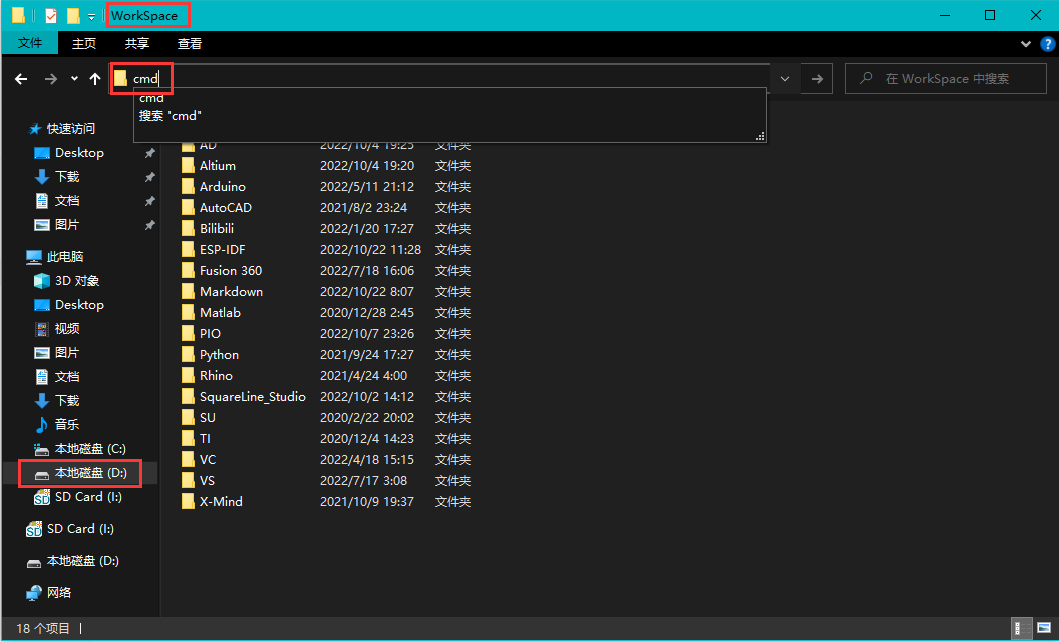 WorkSpace
文件 主页 共享 查看
cmd
在 WorkSpace 中搜索
cmd
搜索 "cmd"
快速访问
Desktop
下载
文档
图片
此电脑
3D 对象
Desktop
视频
图片
文档
下载
音乐
本地磁盘 (C:)
本地磁盘 (D:)
SD Card (I:)
SD Card (I:)
本地磁盘 (D:)
网络
AD 2022/10/4 19:25 文件夹
Altium 2022/10/4 19:20 文件夹
Arduino 2022/5/11 21:12 文件夹
AutoCAD 2021/8/2 23:24 文件夹
Bilibili 2022/1/20 17:27 文件夹
ESP-IDF 2022/10/22 11:28 文件夹
Fusion 360 2022/7/18 16:06 文件夹
Markdown 2022/10/22 8:07 文件夹
Matlab 2020/12/28 2:45 文件夹
PIO 2022/10/7 23:26 文件夹
Python 2021/9/24 17:27 文件夹
Rhino 2021/4/24 4:00 文件夹
SquareLine_Studio 2022/10/2 14:12 文件夹
SU 2020/2/22 20:02 文件夹
TI 2020/12/4 14:23 文件夹
VC 2022/4/18 15:15 文件夹
VS 2022/7/17 3:08 文件夹
X-Mind 2021/10/9 19:37 文件夹
18 个项目